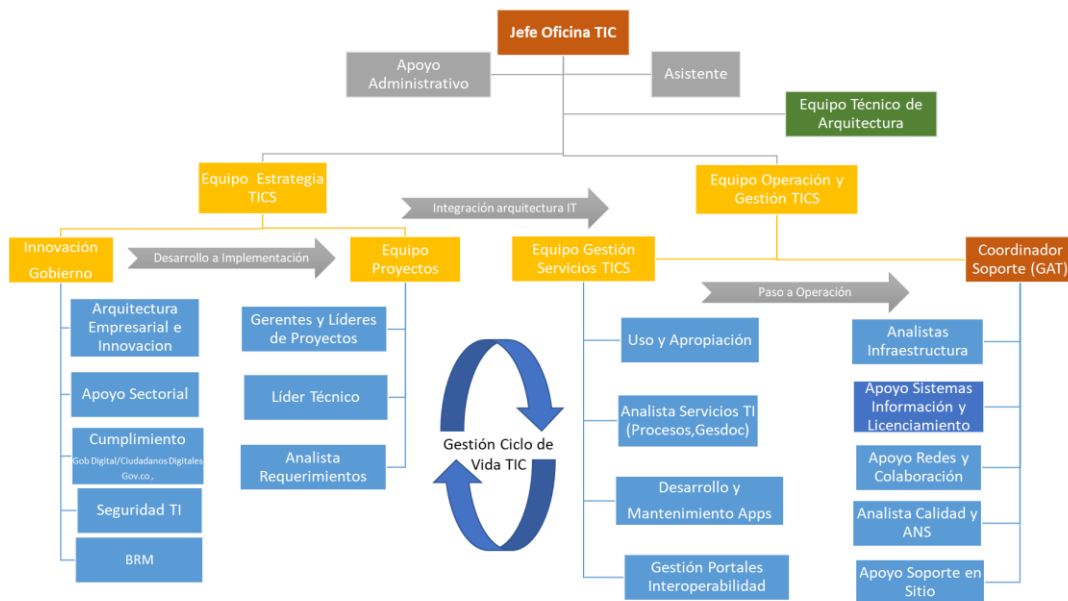 Jefe Oficina TIC
Apoyo
Administrativo
Asistente
Equipo Técnico de
Arquitectura
Equipo Estrategia
TICS
Equipo Operación y
Gestión TICS
Integración arquitectura IT
Innovación
Gobierno
Desarrollo a Implementación
Equipo
Proyectos
Equipo Gestión
Servicios TICS
Coordinador
Soporte (GAT)
Paso a Operación
Arquitectura
Empresarial e
Innovacion
Apoyo Sectorial
Cumplimiento
Gob Digital/Ciudadanos Digitales
Gov.co ,
Seguridad TI
BRM
Gerentes y Líderes
de Proyectos
Líder Técnico
Analista
Requerimientos
Gestión Ciclo de
Vida TIC
Uso y Apropiación
Analista Servicios TI
(Procesos,Gesdoc)
Desarrollo y
Mantenimiento Apps
Gestión Portales
Interoperabilidad
Analistas
Infraestructura
Apoyo Sistemas
Información y
Licenciamiento
Apoyo Redes y
Colaboración
Analista Calidad y
ANS
Apoyo Soporte en
Sitio